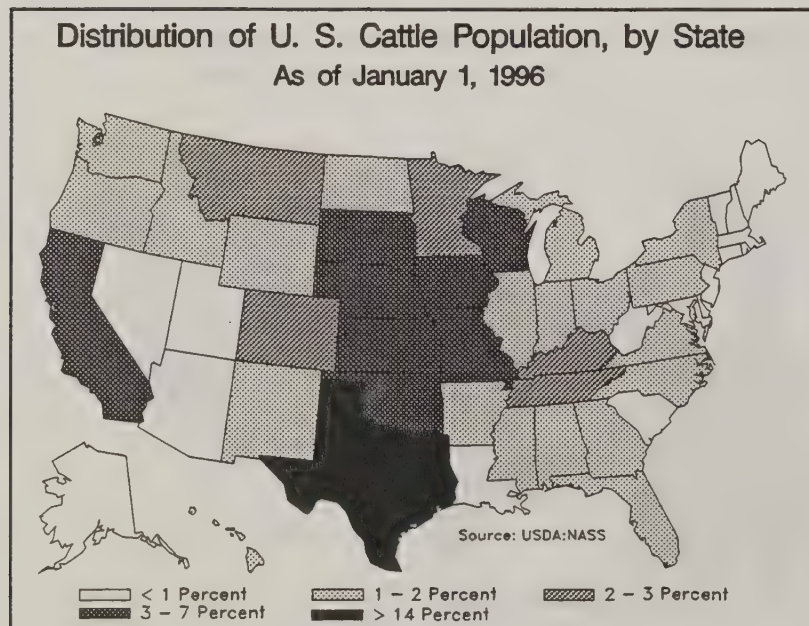 Distribution of U. S. Cattle Population, by State
As of January 1, 1996
Source: USDA:NASS
< 1 Percent
1 – 2 Percent
2 – 3 Percent
3 – 7 Percent
> 14 Percent